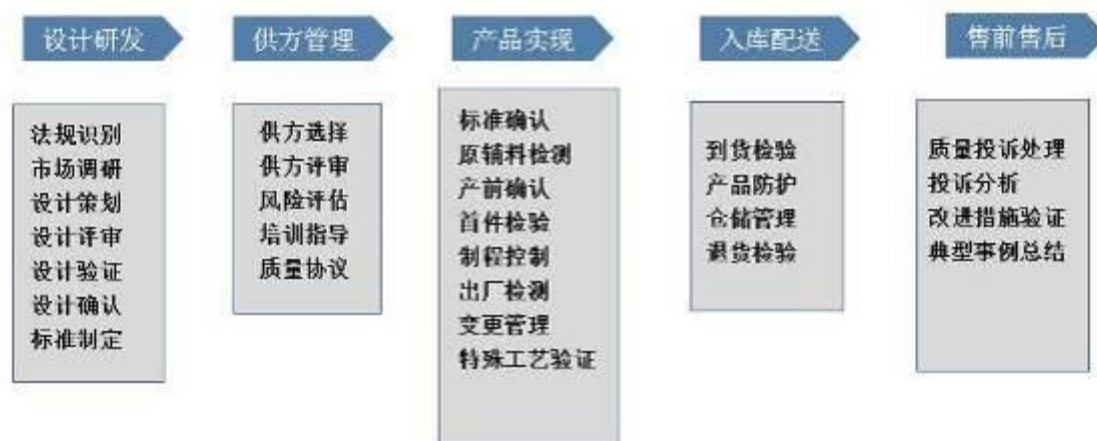 设计研发
供方管理
产品实现
入库配送
售前售后
法规识别
市场调研
设计策划
设计评审
设计验证
设计确认
标准制定
供方选择
供方评审
风险评估
培训指导
质量协议
标准确认
原辅料检测
产前确认
首件检验
制程控制
出厂检测
变更管理
特殊工艺验证
到货检验
产品防护
仓储管理
退货检验
质量投诉处理
投诉分析
改进措施验证
典型事例总结